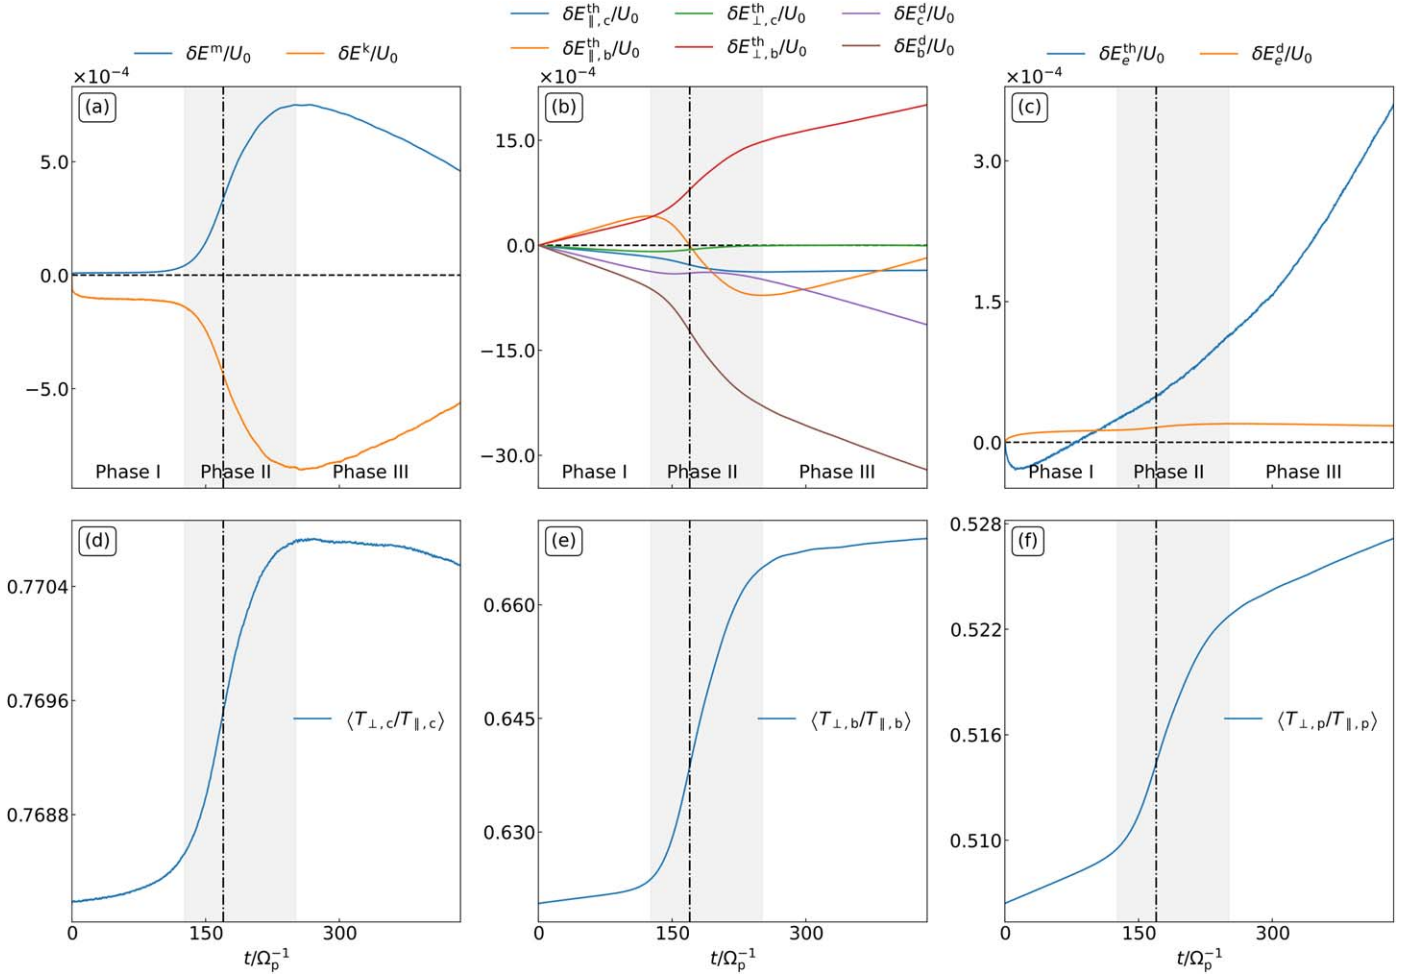 δE^m/U_0 δE^k/U_0
δE^th_∥,c/U_0 δE^th_⊥,c/U_0 δE^d_c/U_0
δE^th_∥,b/U_0 δE^th_⊥,b/U_0 δE^d_b/U_0
δE^th_e/U_0 δE^d_e/U_0
×10^−4
(a)
5.0
0.0
−5.0
Phase I Phase II Phase III
×10^−4
(b)
15.0
0.0
−15.0
−30.0
Phase I Phase II Phase III
×10^−4
(c)
3.0
1.5
0.0
Phase I Phase II Phase III
(d)
0.7704
0.7696
0.7688
⟨T_⊥,c/T_∥,c⟩
0 150 300
t/Ω_p^−1
(e)
0.660
0.645
0.630
⟨T_⊥,b/T_∥,b⟩
0 150 300
t/Ω_p^−1
(f)
0.528
0.522
0.516
0.510
⟨T_⊥,p/T_∥,p⟩
0 150 300
t/Ω_p^−1